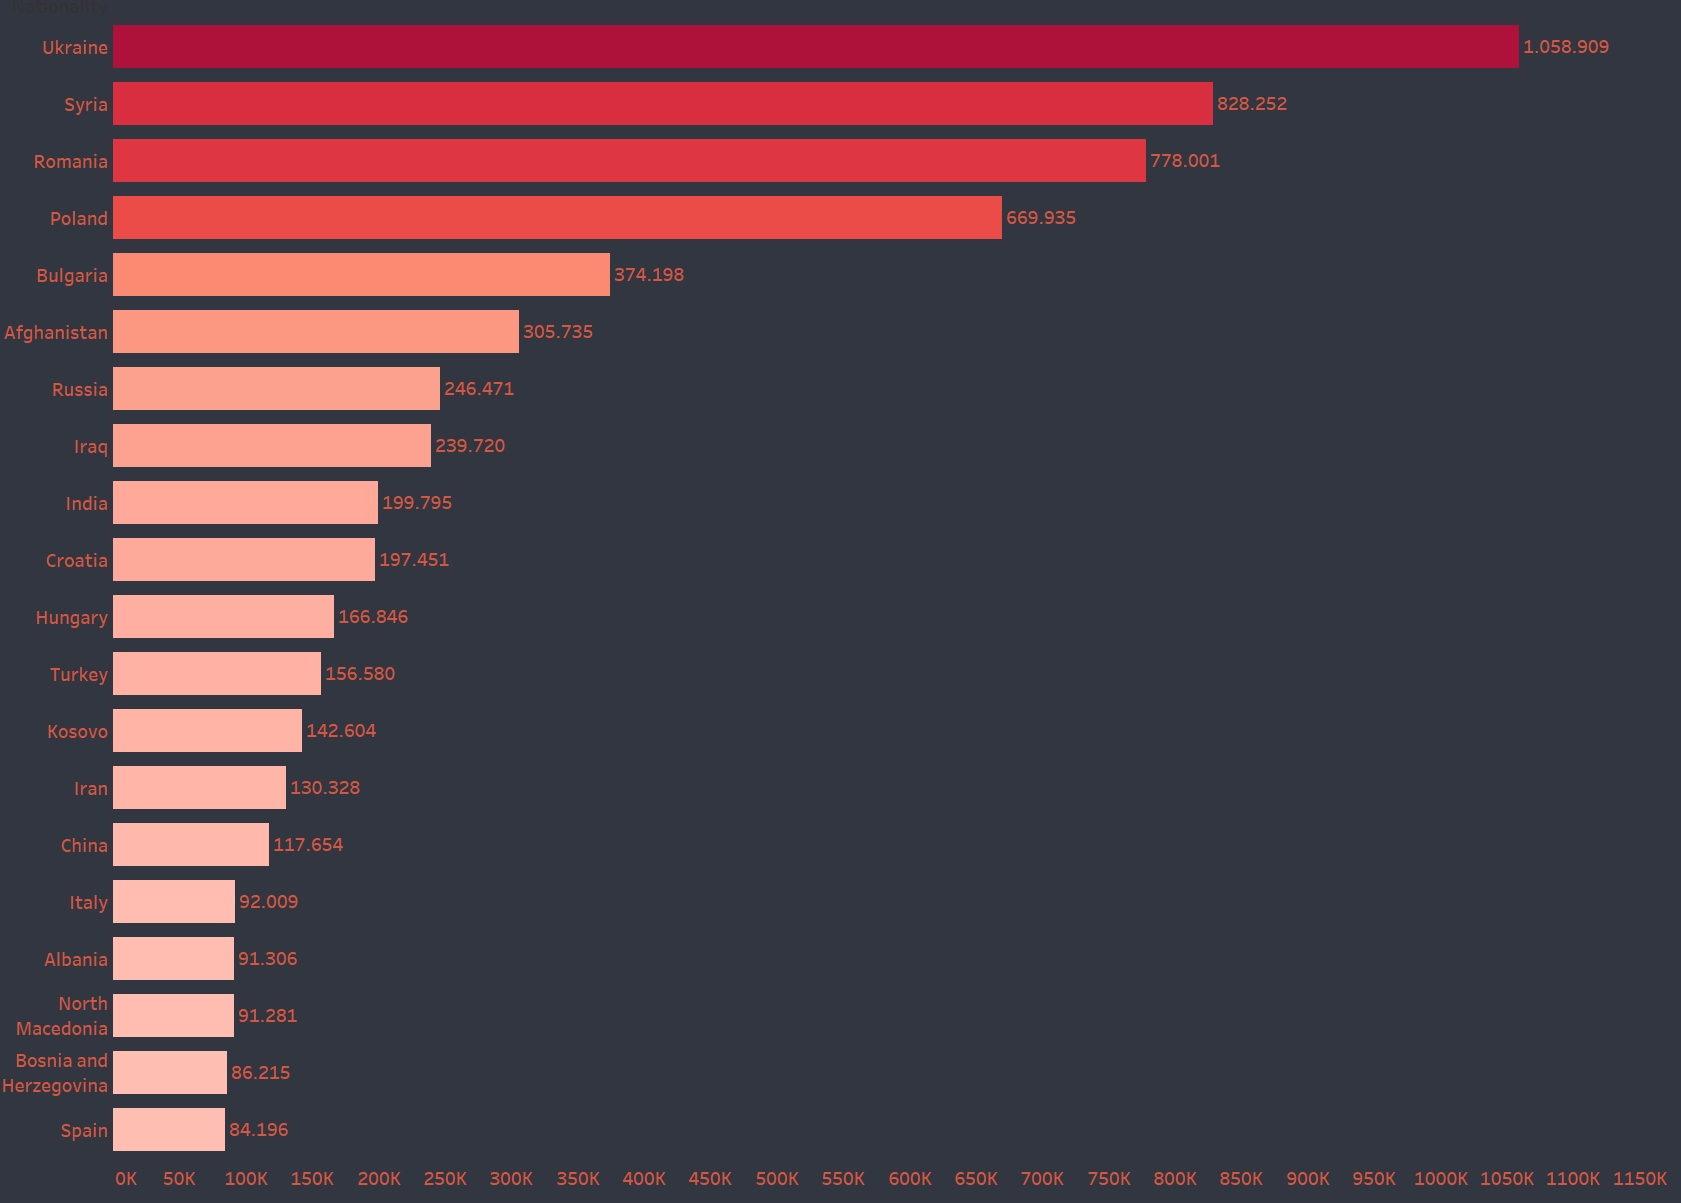 Nationality
Ukraine 1.058.909
Syria 828.252
Romania 778.001
Poland 669.935
Bulgaria 374.198
Afghanistan 305.735
Russia 246.471
Iraq 239.720
India 199.795
Croatia 197.451
Hungary 166.846
Turkey 156.580
Kosovo 142.604
Iran 130.328
China 117.654
Italy 92.009
Albania 91.306
North
Macedonia 91.281
Bosnia and
Herzegovina 86.215
Spain 84.196
0K 50K 100K 150K 200K 250K 300K 350K 400K 450K 500K 550K 600K 650K 700K 750K 800K 850K 900K 950K 1000K 1050K 1100K 1150K